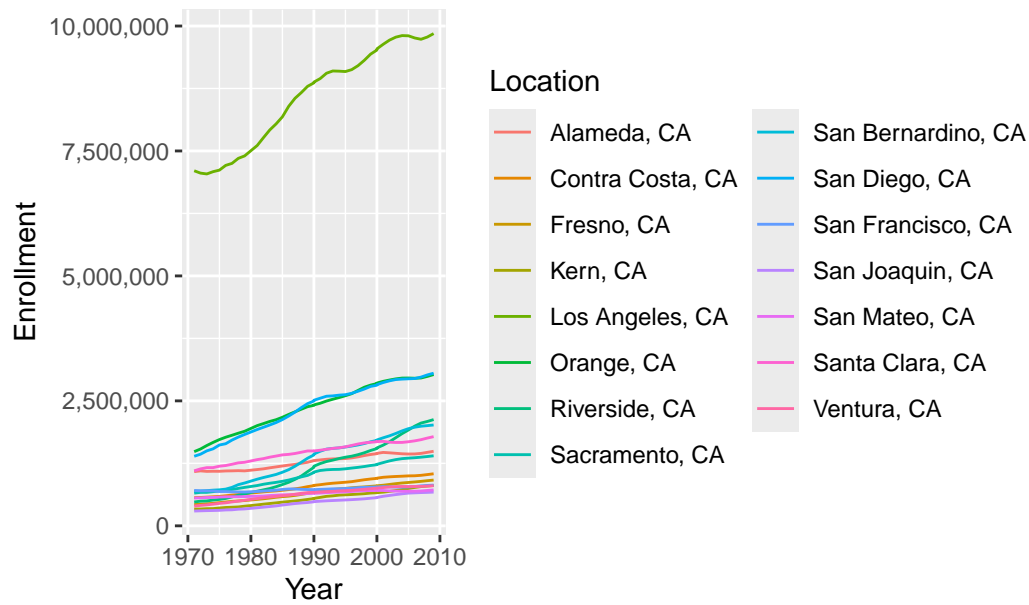 10,000,000
7,500,000
5,000,000
2,500,000
0
Enrollment
1970 1980 1990 2000 2010
Year
Location
Alameda, CA
Contra Costa, CA
Fresno, CA
Kern, CA
Los Angeles, CA
Orange, CA
Riverside, CA
Sacramento, CA
San Bernardino, CA
San Diego, CA
San Francisco, CA
San Joaquin, CA
San Mateo, CA
Santa Clara, CA
Ventura, CA